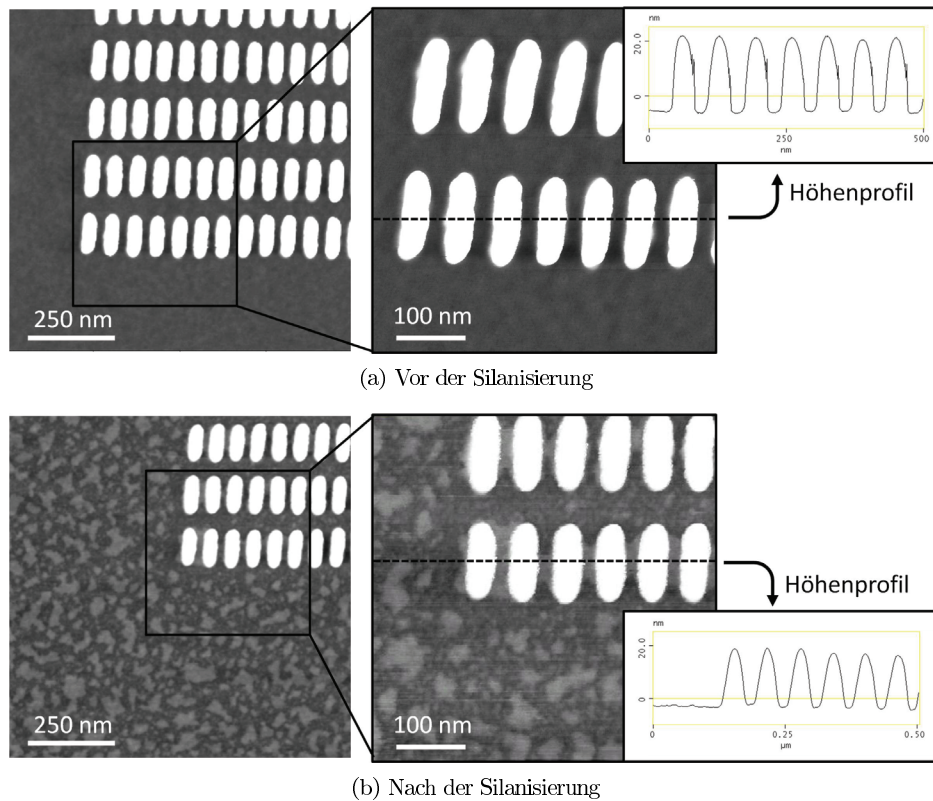 250 nm
100 nm
nm
20.0
0
0 250 500
nm
Höhenprofil
(a) Vor der Silanisierung
250 nm
100 nm
Höhenprofil
nm
20.0
0
0 0.25 0.50
µm
(b) Nach der Silanisierung